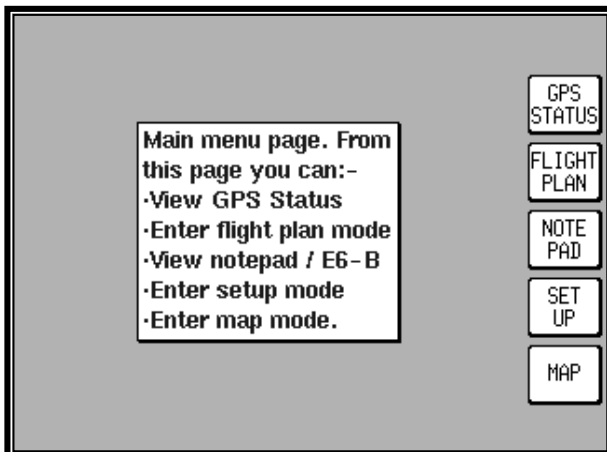 Main menu page. From
this page you can:-
·View GPS Status
·Enter flight plan mode
·View notepad / E6-B
·Enter setup mode
·Enter map mode.
GPS
STATUS
FLIGHT
PLAN
NOTE
PAD
SET
UP
MAP